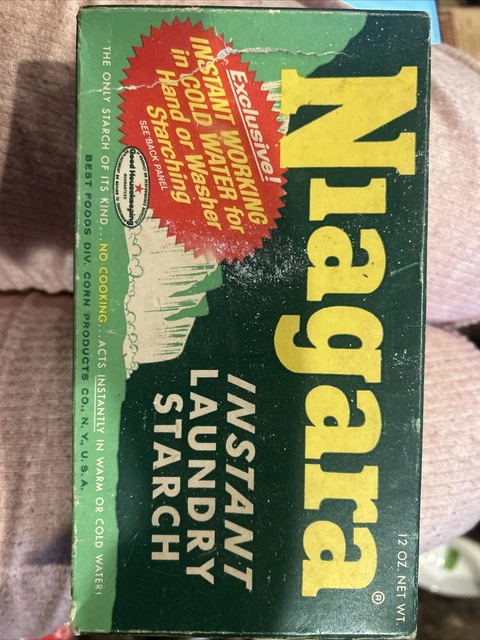 12 OZ. NET WT.
Niagara®
INSTANT
LAUNDRY
STARCH
Exclusive!
INSTANT WORKING
in COLD WATER for
Hand or Washer
Starching
SEE BACK PANEL
Good Housekeeping
THE ONLY STARCH OF ITS KIND...NO COOKING...ACTS INSTANTLY IN WARM OR COLD WATER!
BEST FOODS DIV. CORN PRODUCTS CO., N.Y., U.S.A.